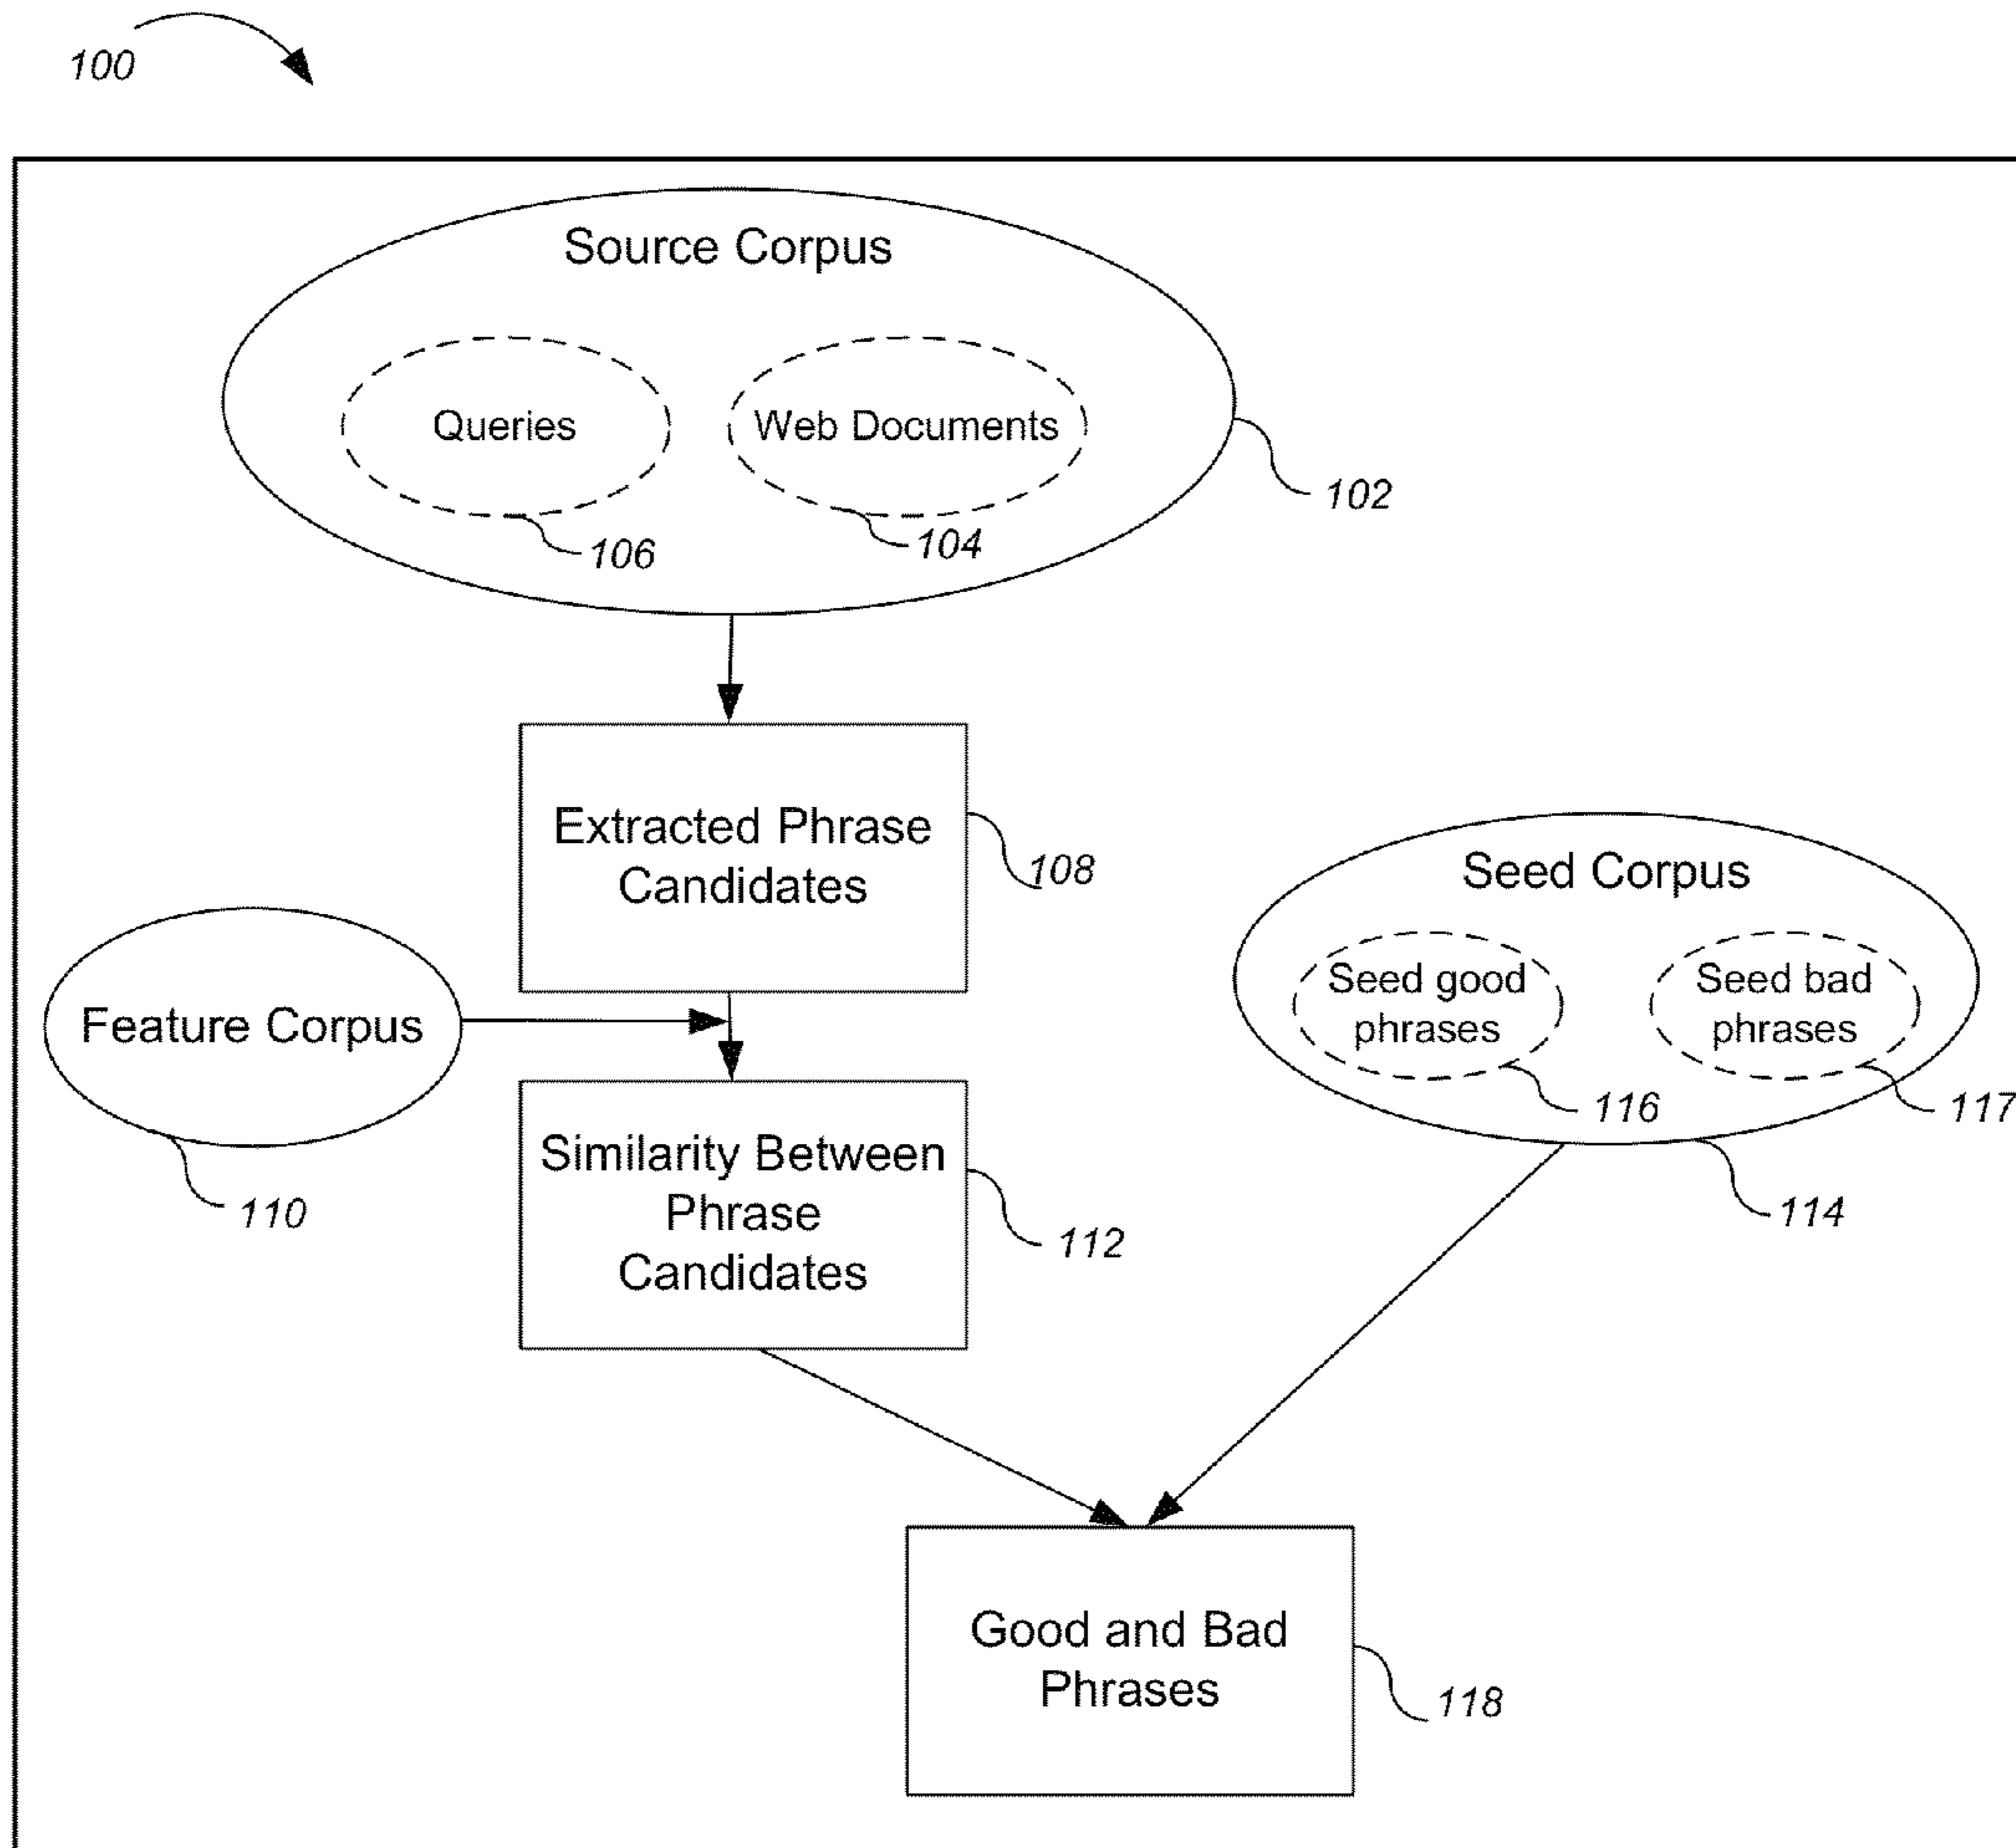 100
Source Corpus
Queries
Web Documents
106
104
102
Extracted Phrase
Candidates
108
Seed Corpus
Seed good
phrases
Seed bad
phrases
116
117
114
Feature Corpus
110
Similarity Between
Phrase
Candidates
112
Good and Bad
Phrases
118